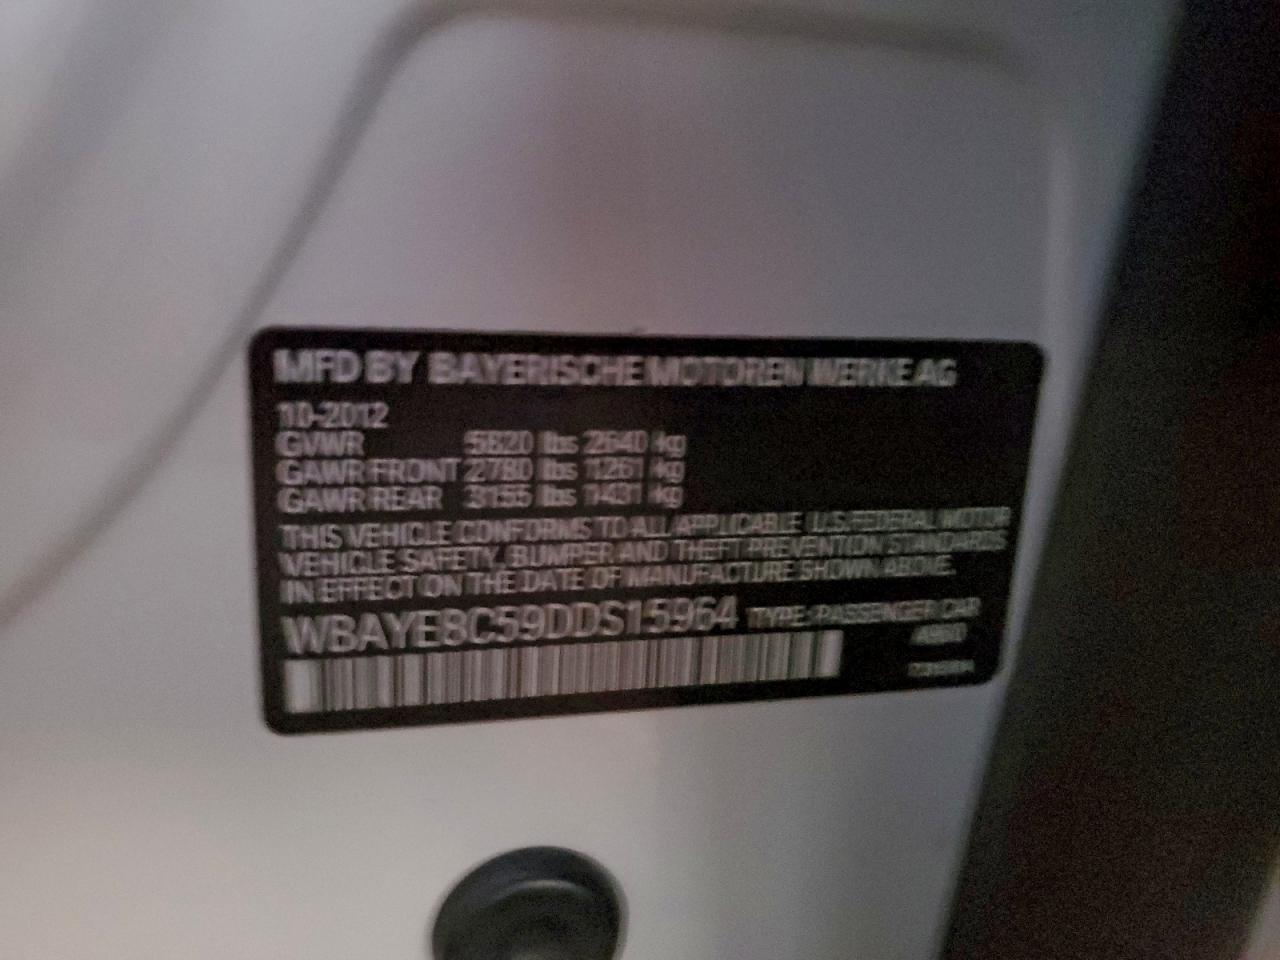 MFD BY BAYERISCHE MOTOREN WERKE AG
10-2012
GVWR 5820 lbs 2640 kg
GAWR FRONT 2780 lbs 1261 kg
GAWR REAR 3155 lbs 1431 kg
THIS VEHICLE CONFORMS TO ALL APPLICABLE U.S.FEDERAL MOTOR
VEHICLE SAFETY, BUMPER AND THEFT PREVENTION STANDARDS
IN EFFECT ON THE DATE OF MANUFACTURE SHOWN ABOVE.
WBAYE8C59DDS15964 TYPE: PASSENGER CAR